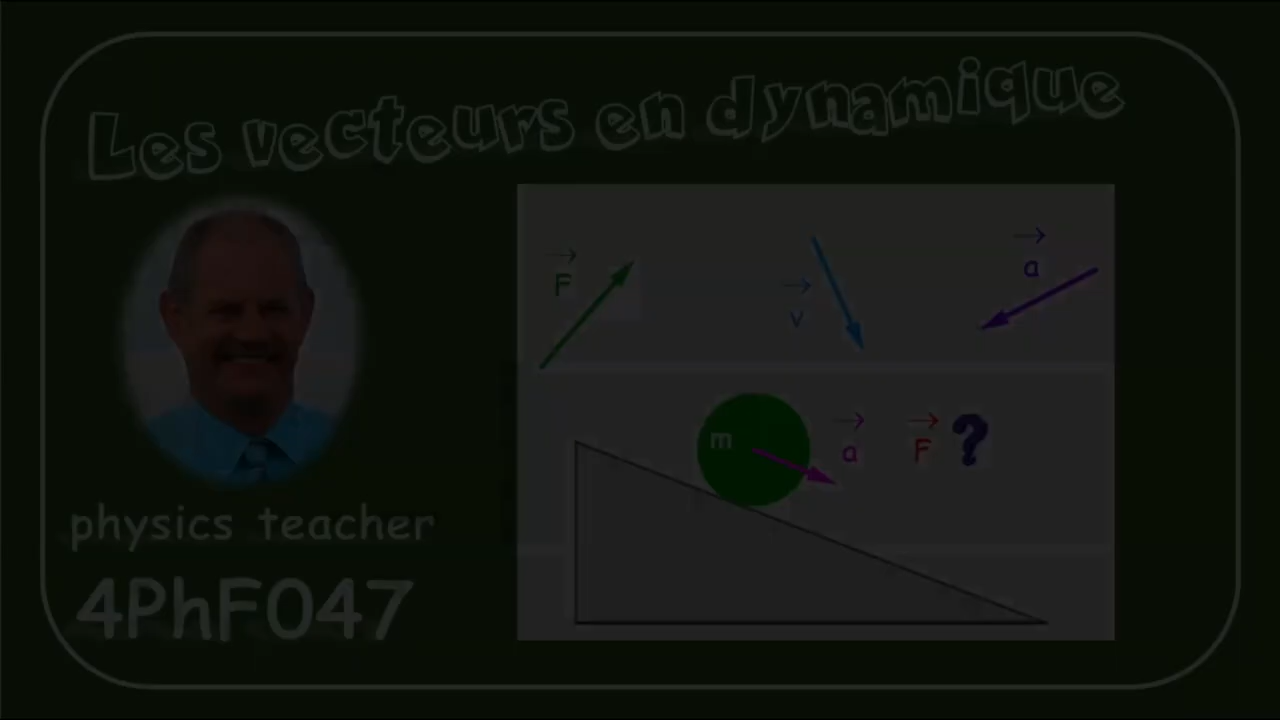 Les vecteurs en dynamique
F
v
a
m
a F ?
physics teacher
4PhF047